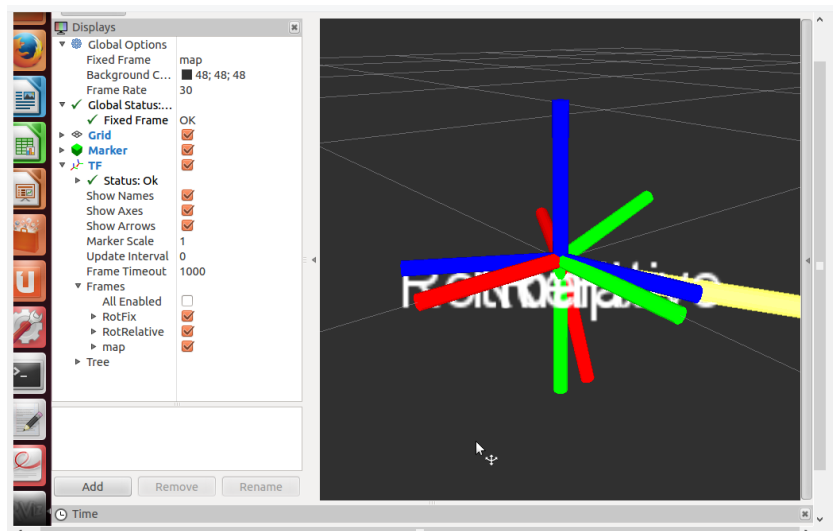 Displays
Global Options
Fixed Frame map
Background C... 48; 48; 48
Frame Rate 30
Global Status:...
Fixed Frame OK
Grid
Marker
TF
Status: Ok
Show Names
Show Axes
Show Arrows
Marker Scale 1
Update Interval 0
Frame Timeout 1000
Frames
All Enabled
RotFix
RotRelative
map
Tree
Add Remove Rename
Time